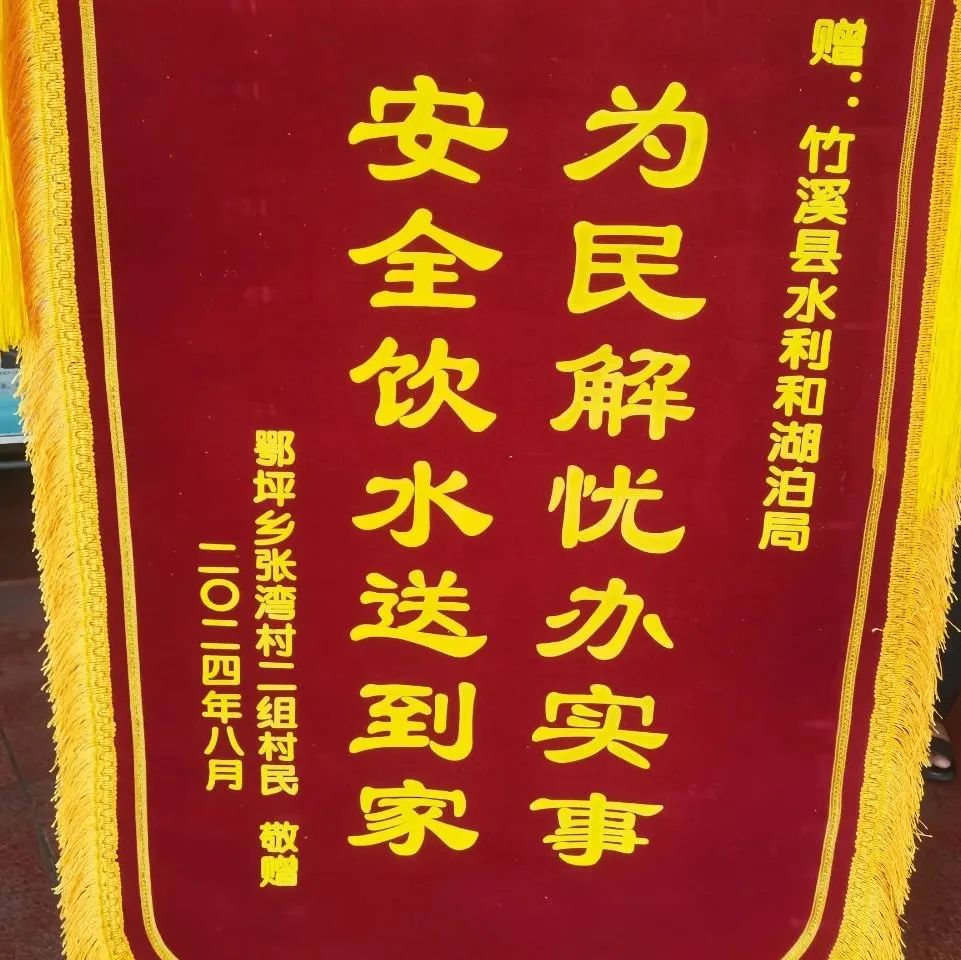 赠：竹溪县水利和湖泊局
为民解忧办实事
安全饮水送到家
鄂坪乡张湾村二组村民 敬赠
二〇二四年八月